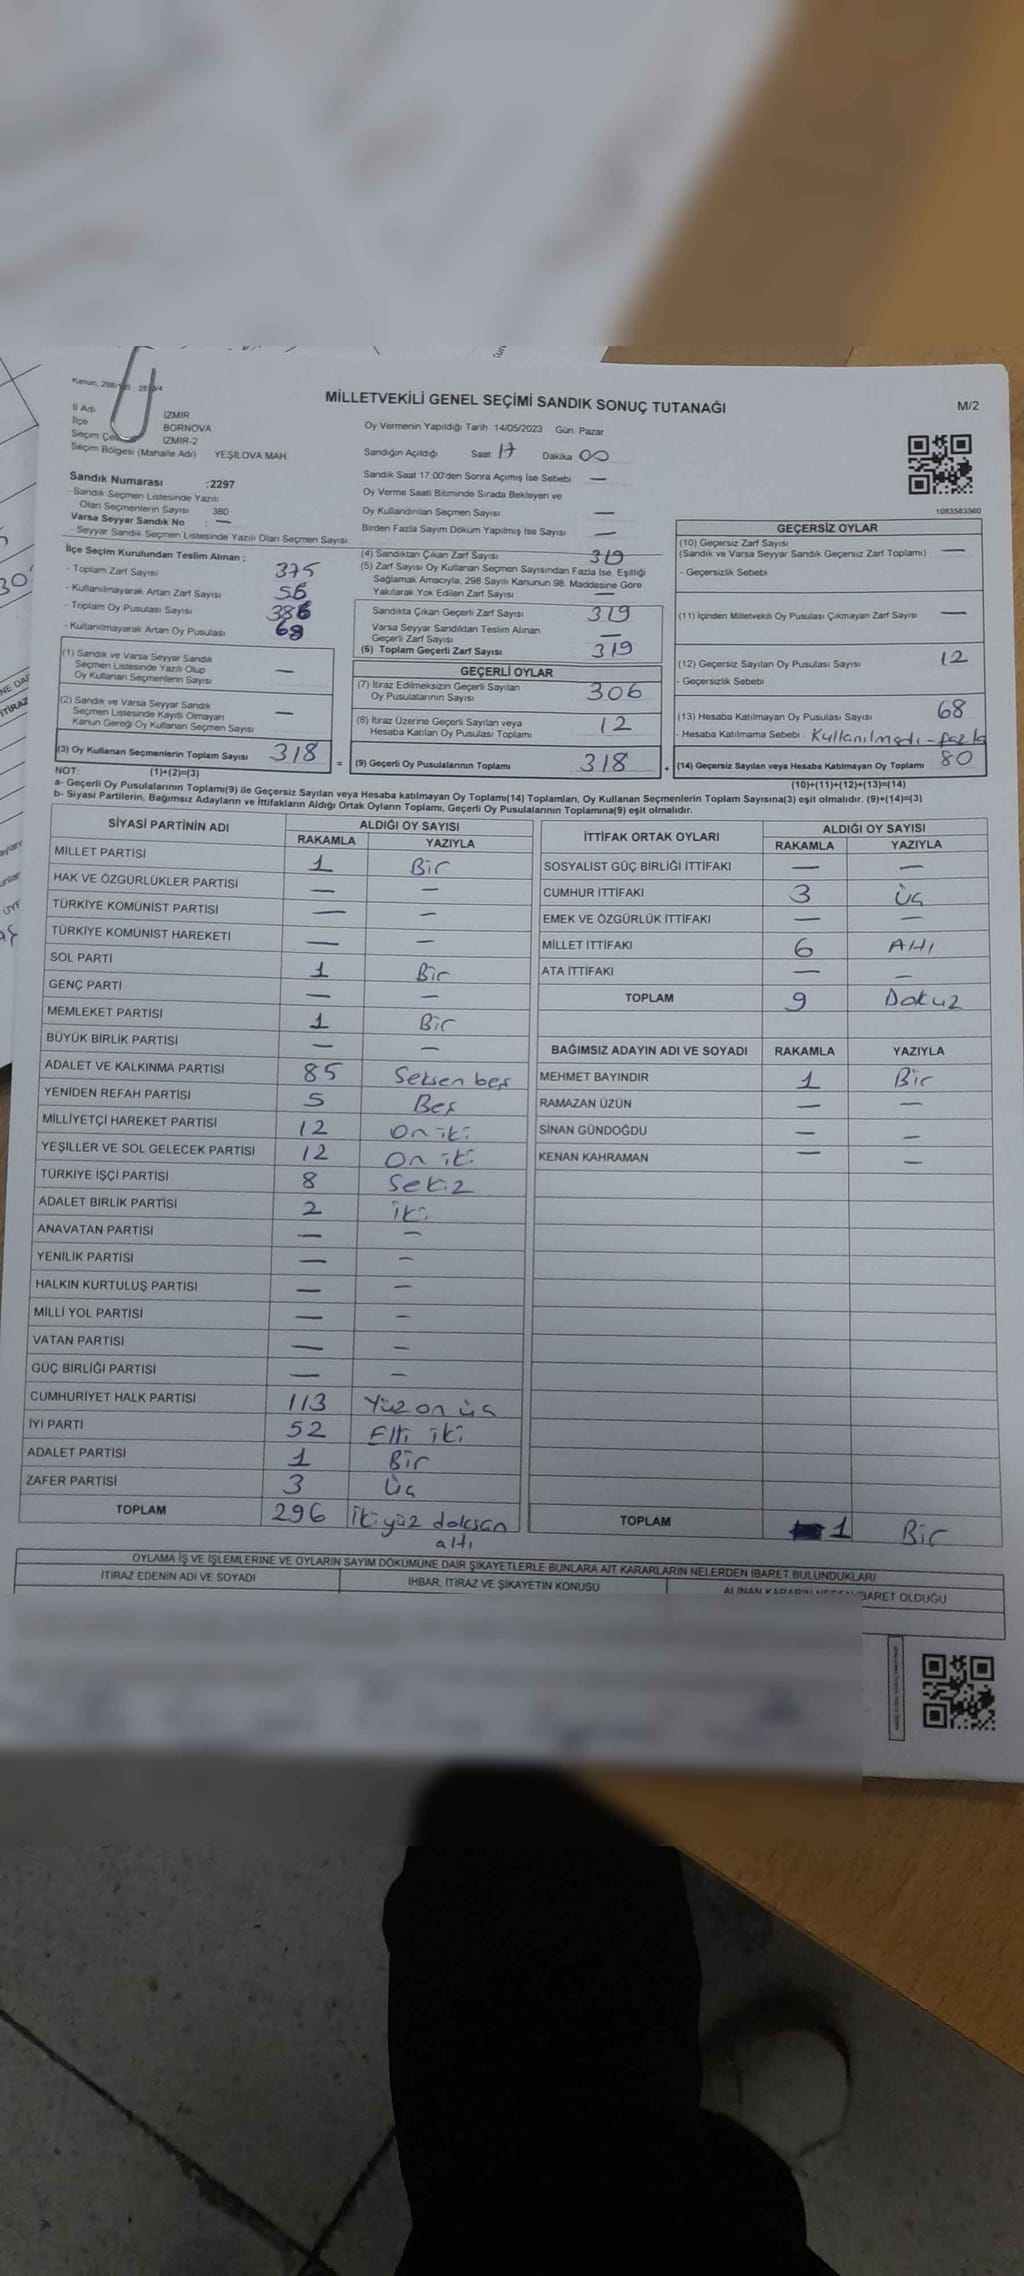 Kanun, 298/
MİLLETVEKİLİ GENEL SEÇİMİ SANDIK SONUÇ TUTANAĞI
M/2
İl Adı İZMİR
İlçe BORNOVA
Seçim Çe İZMİR-2
Seçim Bölgesi (Mahalle Adı) YEŞİLOVA MAH.
Oy Vermenin Yapıldığı Tarih 14/05/2023 Gün: Pazar
Sandığın Açıldığı Saat 17 Dakika 00
Sandık Saat 17:00'den Sonra Açılmış İse Sebebi —
Oy Verme Saati Bitiminde Sırada Bekleyen ve
Oy Kullandırılan Seçmen Sayısı —
Birden Fazla Sayım Döküm Yapılmış İse Sayısı —
1083583560
Sandık Numarası :2297
- Sandık Seçmen Listesinde Yazılı
Olan Seçmenlerin Sayısı 380
Varsa Seyyar Sandık No : —
- Seyyar Sandık Seçmen Listesinde Yazılı Olan Seçmen Sayısı
İlçe Seçim Kurulundan Teslim Alınan :
- Toplam Zarf Sayısı 375
- Kullanılmayarak Artan Zarf Sayısı 56
- Toplam Oy Pusulası Sayısı 386
- Kullanılmayarak Artan Oy Pusulası 68
(1) Sandık ve Varsa Seyyar Sandık
Seçmen Listesinde Yazılı Olup
Oy Kullanan Seçmenlerin Sayısı —
(2) Sandık ve Varsa Seyyar Sandık
Seçmen Listesinde Kayıtlı Olmayan
Kanun Gereği Oy Kullanan Seçmen Sayısı —
(3) Oy Kullanan Seçmenlerin Toplam Sayısı 318 =
(4) Sandıktan Çıkan Zarf Sayısı 319
(5) Zarf Sayısı Oy Kullanan Seçmen Sayısından Fazla İse, Eşitliği
Sağlamak Amacıyla, 298 Sayılı Kanunun 98. Maddesine Göre
Yakılarak Yok Edilen Zarf Sayısı —
Sandıkta Çıkan Geçerli Zarf Sayısı 319
Varsa Seyyar Sandıktan Teslim Alınan
Geçerli Zarf Sayısı —
(6) Toplam Geçerli Zarf Sayısı 319
GEÇERLİ OYLAR
(7) İtiraz Edilmeksizin Geçerli Sayılan
Oy Pusulalarının Sayısı 306
(8) İtiraz Üzerine Geçerli Sayılan veya
Hesaba Katılan Oy Pusulası Toplamı 12
(9) Geçerli Oy Pusulalarının Toplamı 318 +
GEÇERSİZ OYLAR
(10) Geçersiz Zarf Sayısı
(Sandık ve Varsa Seyyar Sandık Geçersiz Zarf Toplamı) —
- Geçersizlik Sebebi
(11) İçinden Milletvekili Oy Pusulası Çıkmayan Zarf Sayısı —
(12) Geçersiz Sayılan Oy Pusulası Sayısı 12
- Geçersizlik Sebebi
(13) Hesaba Katılmayan Oy Pusulası Sayısı 68
- Hesaba Katılmama Sebebi Kullanılmadı - fazla
(14) Geçersiz Sayılan veya Hesaba Katılmayan Oy Toplamı 80
NOT: (1)+(2)=(3)
(10)+(11)+(12)+(13)=(14)
a- Geçerli Oy Pusulalarının Toplamı(9) ile Geçersiz Sayılan veya Hesaba katılmayan Oy Toplamı(14) Toplamları, Oy Kullanan Seçmenlerin Toplam Sayısına(3) eşit olmalıdır. (9)+(14)=(3)
b- Siyasi Partilerin, Bağımsız Adayların ve İttifakların Aldığı Ortak Oyların Toplamı, Geçerli Oy Pusulalarının Toplamına(9) eşit olmalıdır.
SİYASİ PARTİNİN ADI ALDIĞI OY SAYISI
RAKAMLA YAZIYLA
MİLLET PARTİSİ 1 Bir
HAK VE ÖZGÜRLÜKLER PARTİSİ — —
TÜRKİYE KOMÜNİST PARTİSİ — —
TÜRKİYE KOMÜNİST HAREKETİ — —
SOL PARTİ 1 Bir
GENÇ PARTİ — —
MEMLEKET PARTİSİ 1 Bir
BÜYÜK BİRLİK PARTİSİ — —
ADALET VE KALKINMA PARTİSİ 85 Seksen beş
YENİDEN REFAH PARTİSİ 5 Beş
MİLLİYETÇİ HAREKET PARTİSİ 12 On iki
YEŞİLLER VE SOL GELECEK PARTİSİ 12 On iki
TÜRKİYE İŞÇİ PARTİSİ 8 Sekiz
ADALET BİRLİK PARTİSİ 2 iki
ANAVATAN PARTİSİ — —
YENİLİK PARTİSİ — —
HALKIN KURTULUŞ PARTİSİ — —
MİLLİ YOL PARTİSİ — —
VATAN PARTİSİ — —
GÜÇ BİRLİĞİ PARTİSİ — —
CUMHURİYET HALK PARTİSİ 113 Yüz on üç
İYİ PARTİ 52 Elli iki
ADALET PARTİSİ 1 Bir
ZAFER PARTİSİ 3 Üç
TOPLAM 296 İkiyüz doksan
altı
İTTİFAK ORTAK OYLARI ALDIĞI OY SAYISI
RAKAMLA YAZIYLA
SOSYALİST GÜÇ BİRLİĞİ İTTİFAKI — —
CUMHUR İTTİFAKI 3 Üç
EMEK VE ÖZGÜRLÜK İTTİFAKI — —
MİLLET İTTİFAKI 6 Altı
ATA İTTİFAKI — —
TOPLAM 9 Dokuz
BAĞIMSIZ ADAYIN ADI VE SOYADI RAKAMLA YAZIYLA
MEHMET BAYINDIR 1 Bir
RAMAZAN ÜZÜN — —
SİNAN GÜNDOĞDU — —
KENAN KAHRAMAN — —
TOPLAM 1 Bir
OYLAMA İŞ VE İŞLEMLERİNE VE OYLARIN SAYIM DÖKÜMÜNE DAİR ŞİKAYETLERLE BUNLARA AİT KARARLARIN NELERDEN İBARET BULUNDUKLARI
İTİRAZ EDENİN ADI VE SOYADI İHBAR, İTİRAZ VE ŞİKAYETİN KONUSU ALINAN KARARIN NEDEN İBARET OLDUĞU